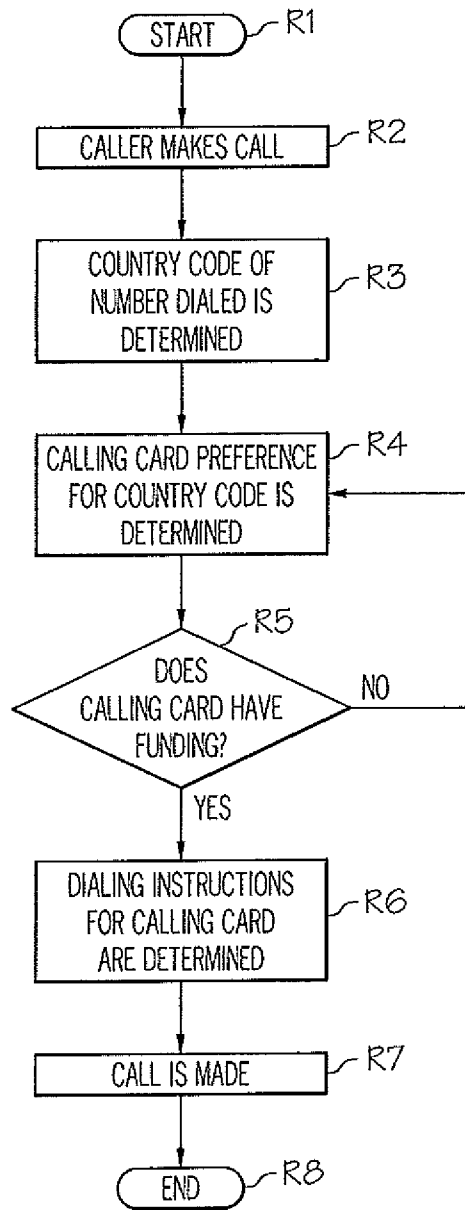 START
R1
CALLER MAKES CALL
R2
COUNTRY CODE OF
NUMBER DIALED IS
DETERMINED
R3
CALLING CARD PREFERENCE
FOR COUNTRY CODE IS
DETERMINED
R4
R5
DOES
CALLING CARD HAVE
FUNDING?
NO
YES
DIALING INSTRUCTIONS
FOR CALLING CARD
ARE DETERMINED
R6
CALL IS MADE
R7
END
R8